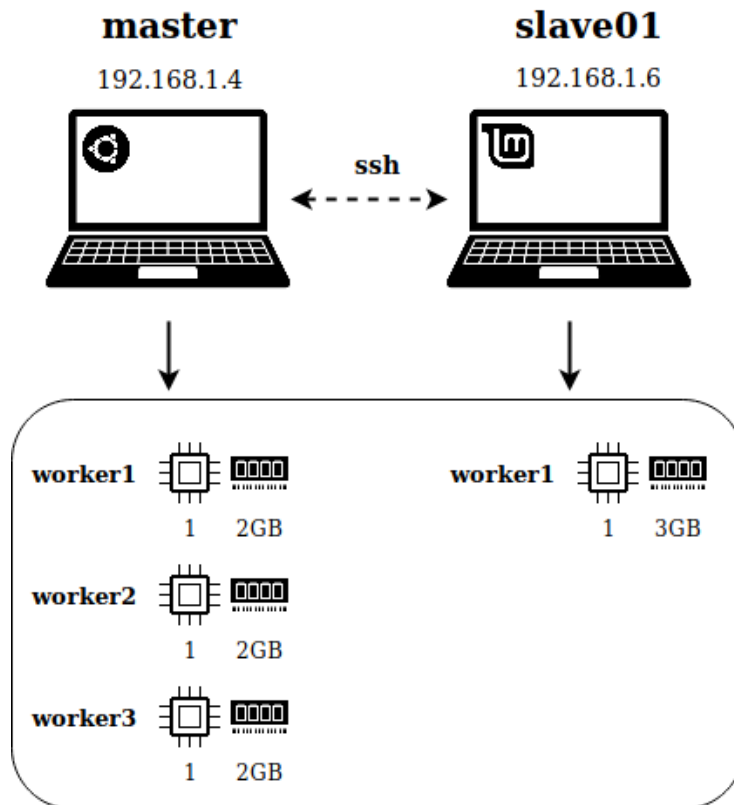 master
slave01
192.168.1.4
192.168.1.6
ssh
worker1
1 2GB
worker1
1 3GB
worker2
1 2GB
worker3
1 2GB